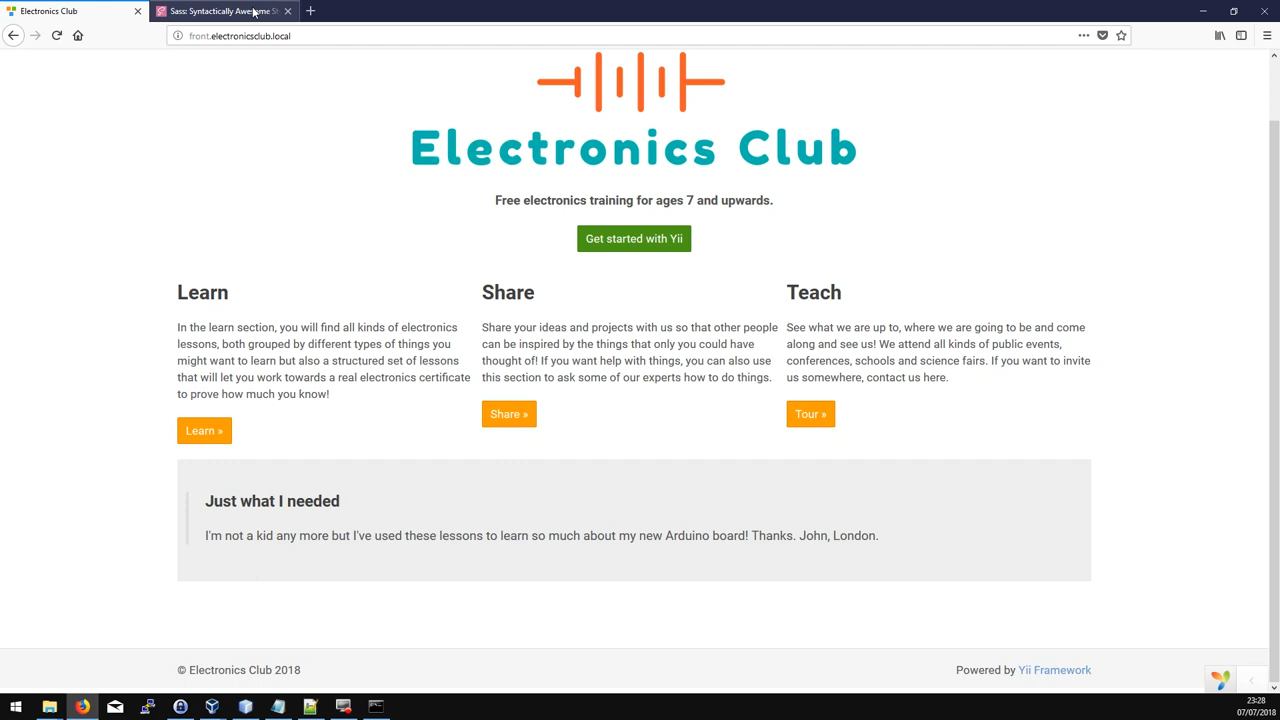 Electronics Club
Sass: Syntactically Awesome St
front.electronicsclub.local
Electronics Club
Free electronics training for ages 7 and upwards.
Get started with Yii
Learn
In the learn section, you will find all kinds of electronics
lessons, both grouped by different types of things you
might want to learn but also a structured set of lessons
that will let you work towards a real electronics certificate
to prove how much you know!
Learn »
Share
Share your ideas and projects with us so that other people
can be inspired by the things that only you could have
thought of! If you want help with things, you can also use
this section to ask some of our experts how to do things.
Share »
Teach
See what we are up to, where we are going to be and come
along and see us! We attend all kinds of public events,
conferences, schools and science fairs. If you want to invite
us somewhere, contact us here.
Tour »
Just what I needed
I'm not a kid any more but I've used these lessons to learn so much about my new Arduino board! Thanks. John, London.
© Electronics Club 2018
Powered by Yii Framework
23:28
07/07/2018